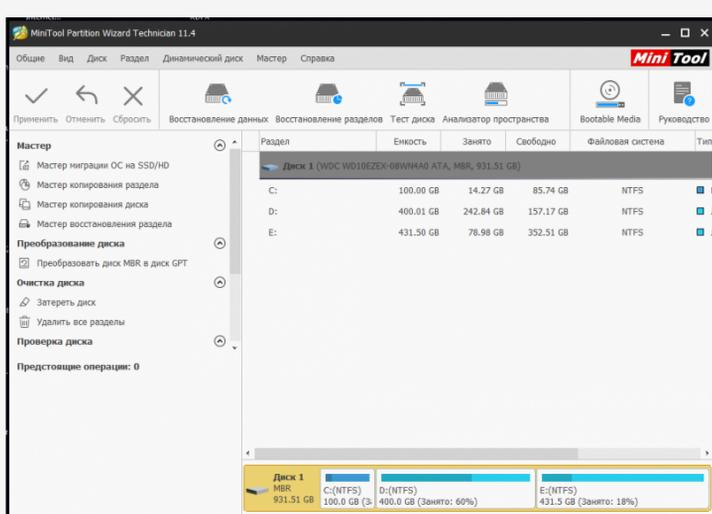 MiniTool Partition Wizard Technician 11.4
Общие Вид Диск Раздел Динамический диск Мастер Справка
Mini Tool
Применить Отменить Сбросить Восстановление данных Восстановление разделов Тест диска Анализатор пространства Bootable Media Руководство
Мастер
Мастер миграции ОС на SSD/HD
Мастер копирования раздела
Мастер копирования диска
Мастер восстановления раздела
Преобразование диска
Преобразовать диск MBR в диск GPT
Очистка диска
Затереть диск
Удалить все разделы
Проверка диска
Предстоящие операции: 0
Раздел Емкость Занято Свободно Файловая система Тип
Диск 1 (WDC WD10EZEX-08WN4A0 ATA, MBR, 931.51 GB)
C: 100.00 GB 14.27 GB 85.74 GB NTFS
D: 400.01 GB 242.84 GB 157.17 GB NTFS
E: 431.50 GB 78.98 GB 352.51 GB NTFS
Диск 1
MBR
931.51 GB
C:(NTFS)
100.0 GB (З
D:(NTFS)
400.0 GB (Занято: 60%)
E:(NTFS)
431.5 GB (Занято: 18%)